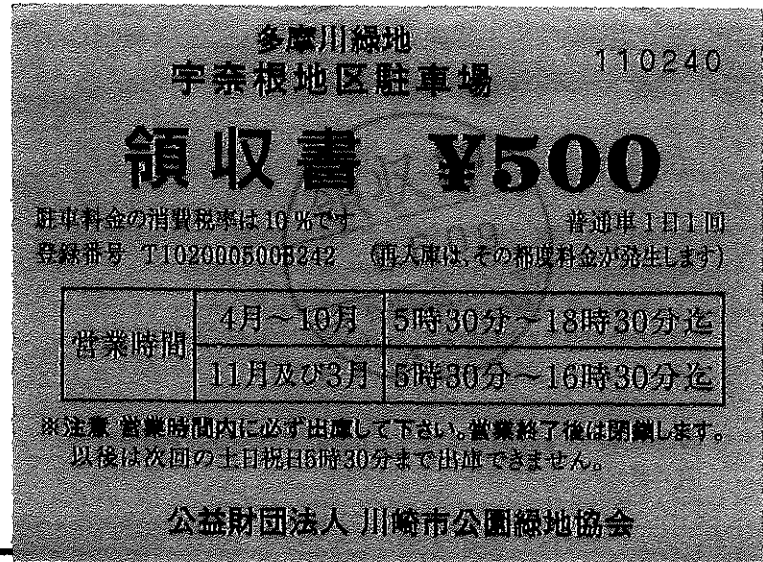 多摩川緑地
宇奈根地区駐車場
110240
領収書 ¥500
駐車料金の消費税率は10%です
普通車1日1回
登録番号 T1020005008242 (再入庫は、その都度料金が発生します)
営業時間
4月~10月 5時30分~18時30分迄
11月及び3月 5時30分~16時30分迄
※注意 営業時間内に必ず出庫して下さい。営業終了後は閉鎖します。
以後は次回の土日祝日5時30分まで出庫できません。
公益財団法人 川崎市公園緑地協会